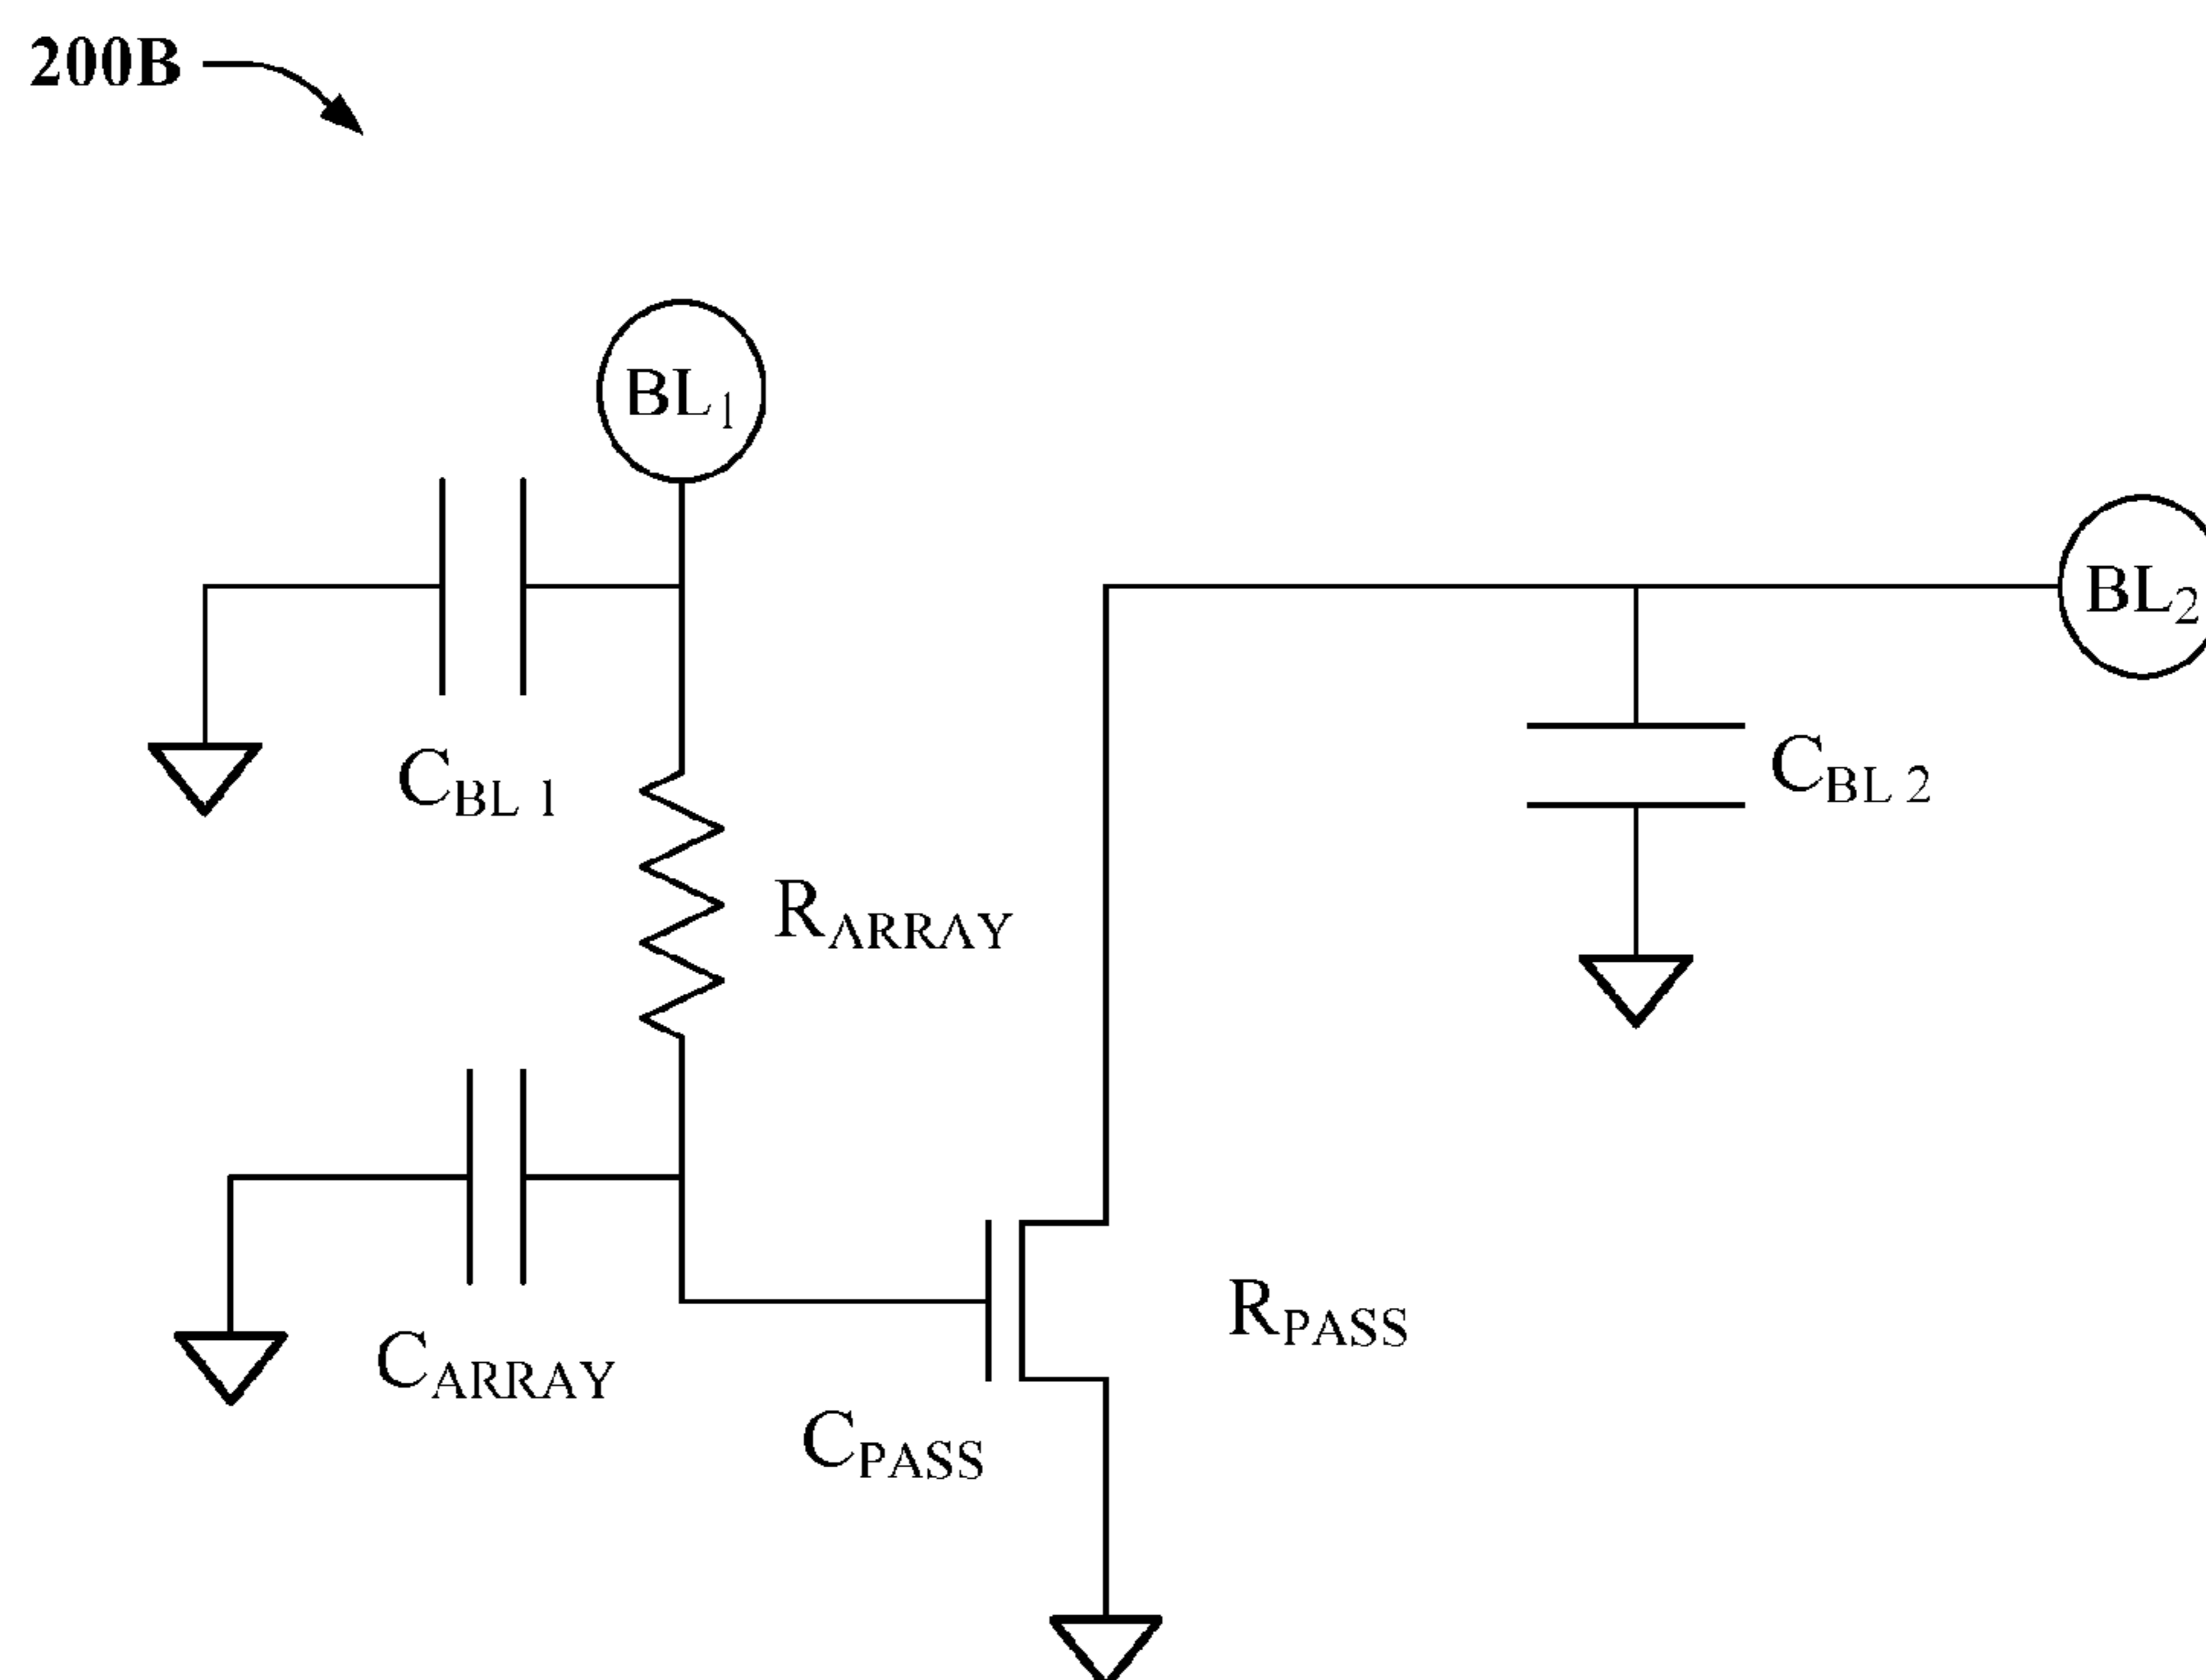 200B
BL1
BL2
CBL 1
CBL 2
RARRAY
RPASS
CARRAY
CPASS